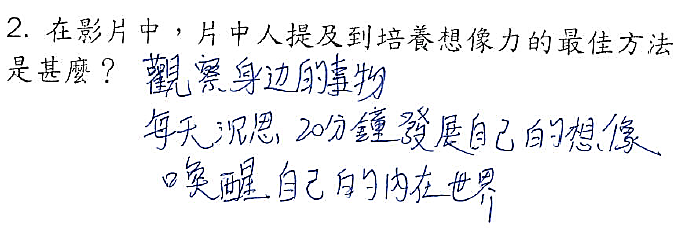 2. 在影片中，片中人提及到培養想像力的最佳方法
是甚麼？ 觀察身边的事物
每天沉思 20分鐘發展自己的想像
喚醒自己的内在世界